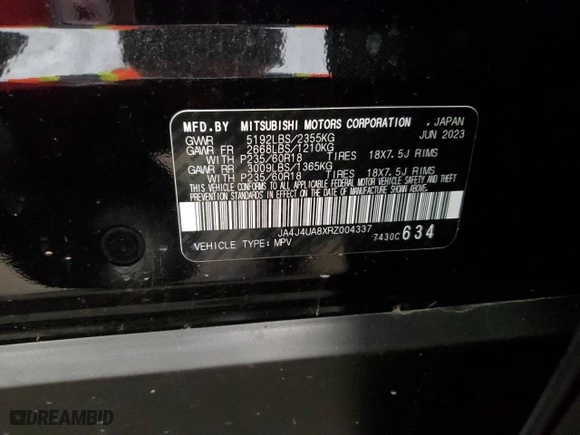 MFD.BY MITSUBISHI MOTORS CORPORATION . JAPAN
GVWR 5192LBS/2355KG JUN 2023
GAWR FR 2668LBS/1210KG
WITH P235/60R18 TIRES 18X7.5J RIMS
GAWR RR 3009LBS/1365KG
WITH P235/60R18 TIRES 18X7.5J RIMS
THIS VEHICLE CONFORMS TO ALL APPLICABLE FEDERAL MOTOR VEHICLE SAFETY AND
THEFT PREVENTION STANDARDS IN EFFECT ON THE DATE OF MANUFACTURE SHOWN ABOVE.
JA4J4UA8XRZ004337
VEHICLE TYPE: MPV 7430C 634
DREAMBID